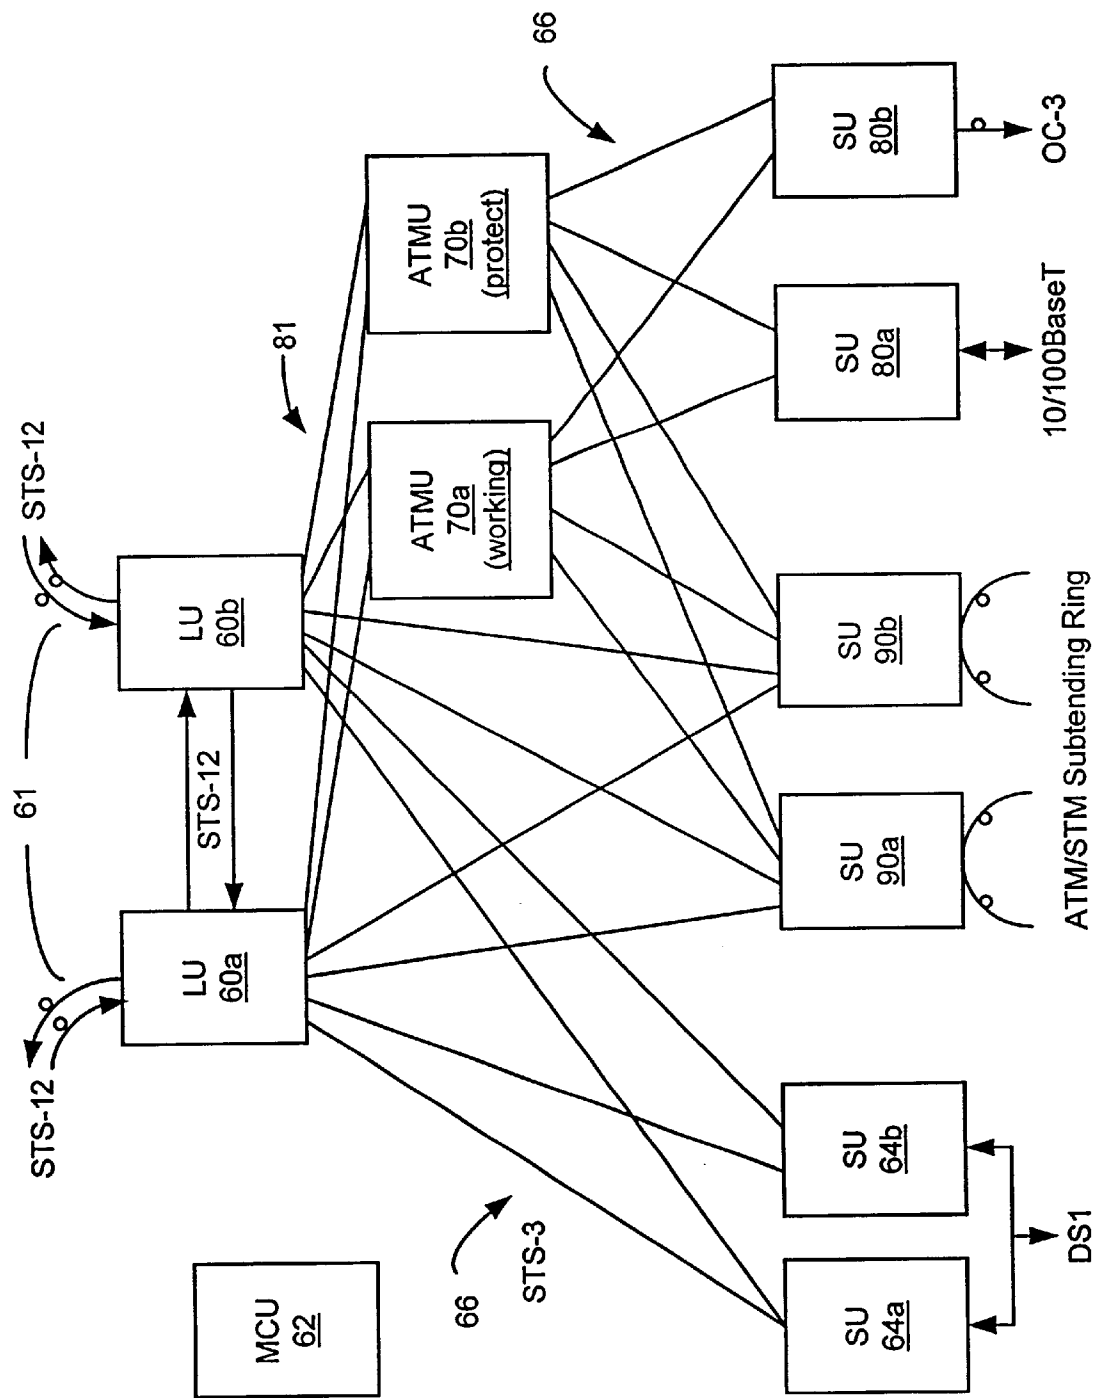 61
STS-12
STS-12
STS-12
LU
60a
LU
60b
MCU
62
81
66
STS-3
66
ATMU
70a
(working)
ATMU
70b
(protect)
SU
64a
SU
64b
SU
90a
SU
90b
SU
80a
SU
80b
DS1
ATM/STM Subtending Ring
10/100BaseT
OC-3